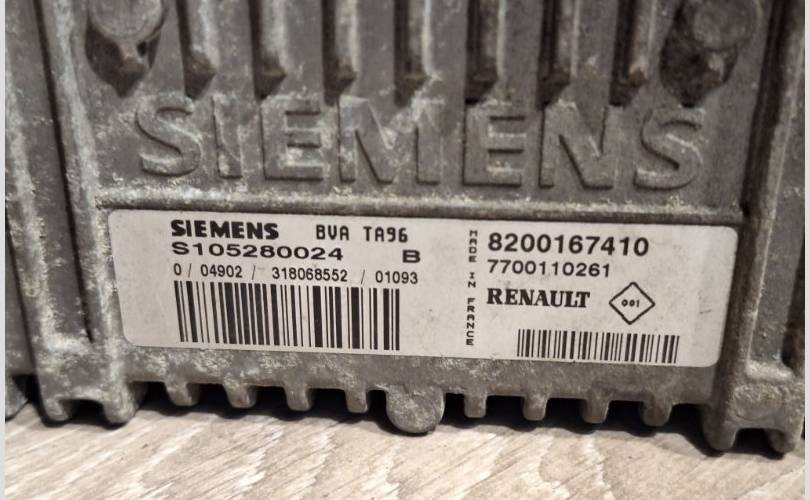 SIEMENS
SIEMENS BVA TA96
S105280024 B
0 / 04902 / 318068552 / 01093
MADE IN FRANCE
8200167410
7700110261
RENAULT 001